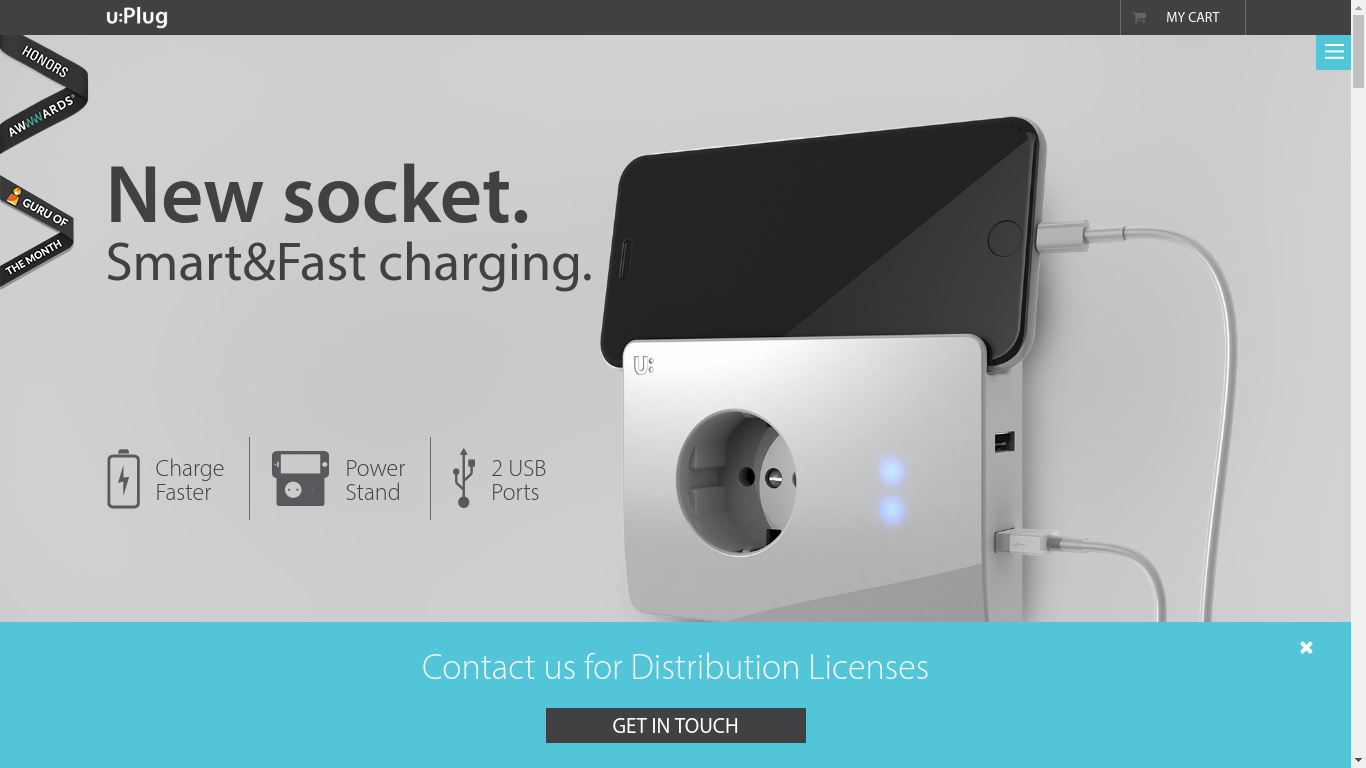 u:Plug
MY CART
HONORS
AWWWARDS®
GURU OF
THE MONTH
New socket.
Smart&Fast charging.
U:
Charge
Faster
Power
Stand
2 USB
Ports
Contact us for Distribution Licenses
GET IN TOUCH